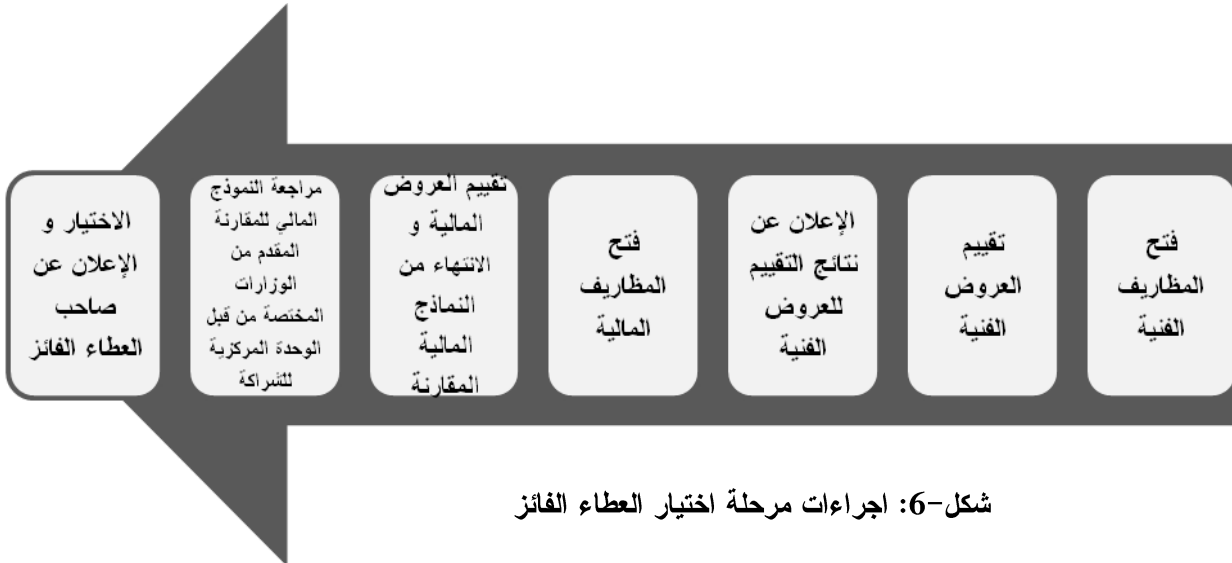 فتح
المظاريف
الفنية
تقييم
العروض
الفنية
الإعلان عن
نتائج التقييم
للعروض
الفنية
فتح
المظاريف
المالية
تقييم العروض
المالية و
الانتهاء من
النماذج
المالية
المقارنة
مراجعة النموذج
المالي للمقارنة
المقدم من
الوزارات
المختصة من قبل
الوحدة المركزية
للشراكة
الاختيار و
الإعلان عن
صاحب
العطاء الفائز
شكل-6: اجراءات مرحلة اختيار العطاء الفائز